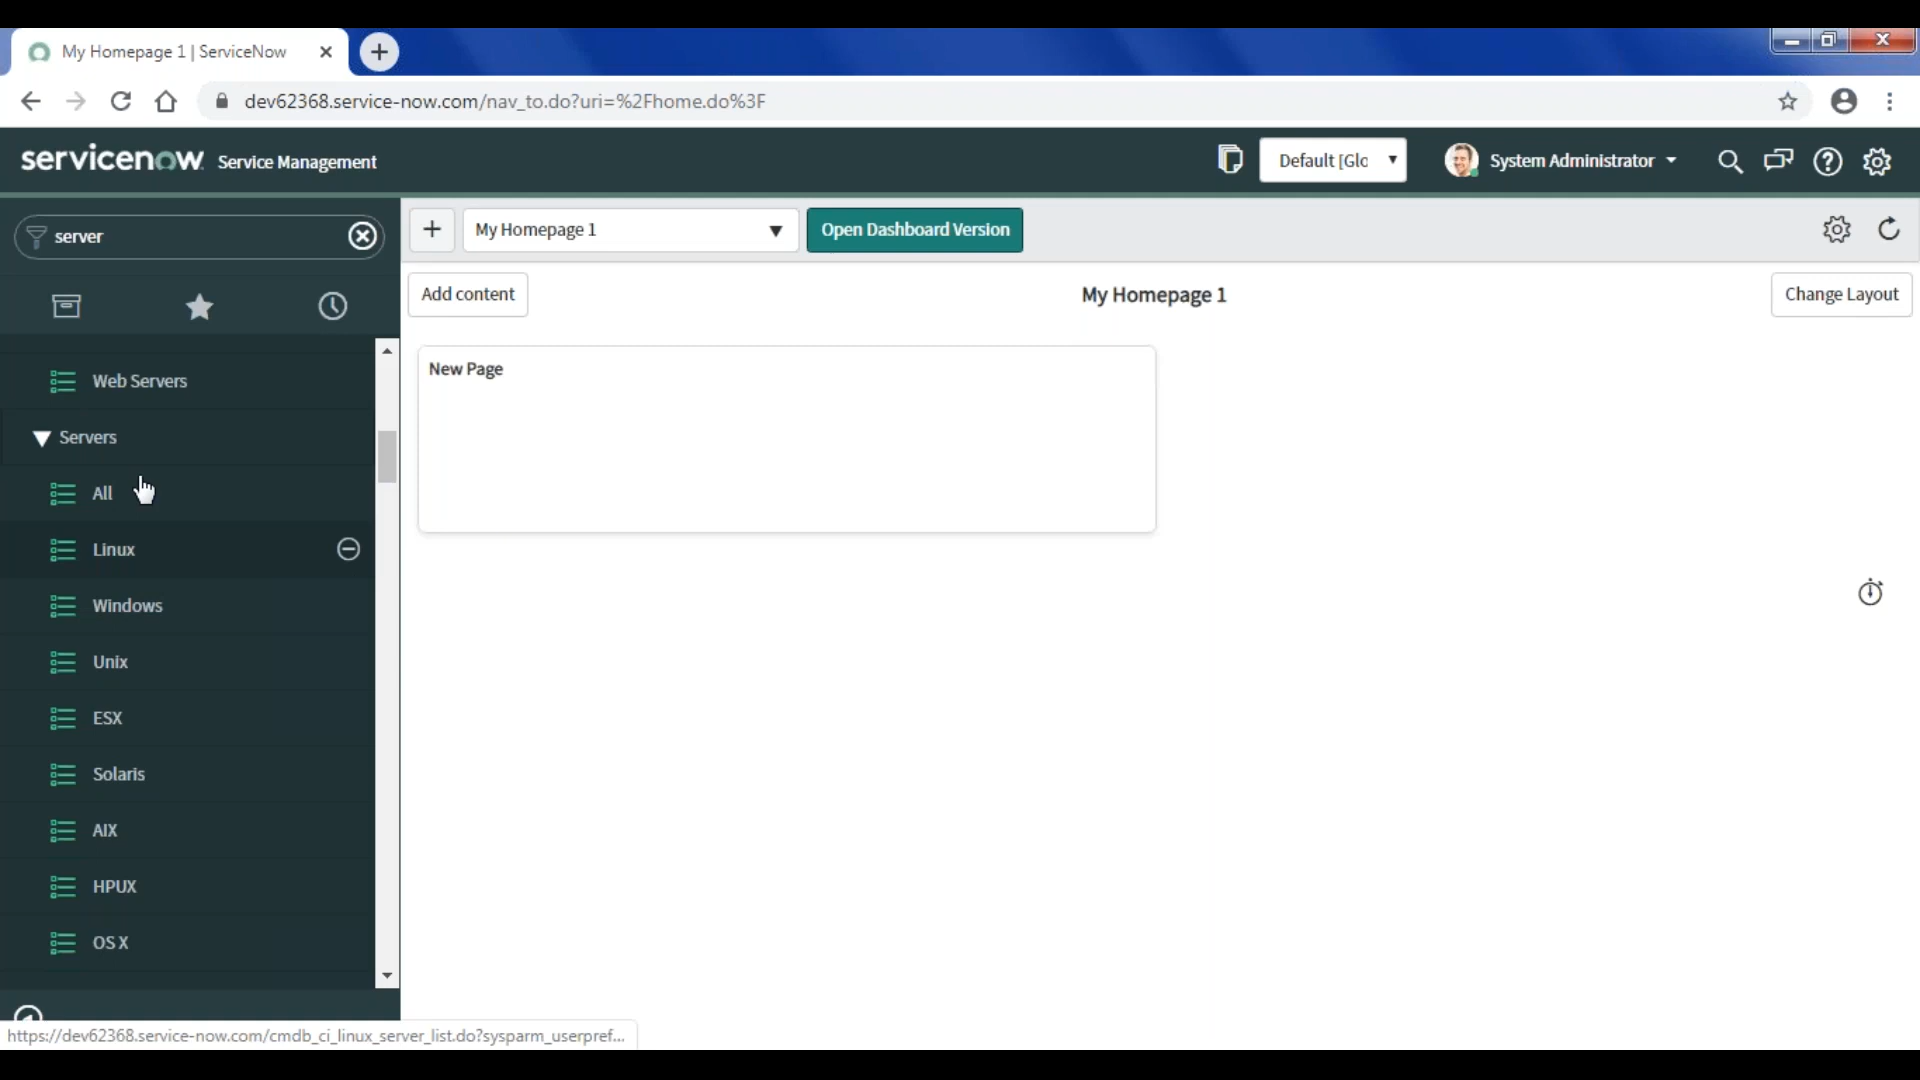 My Homepage 1 | ServiceNow
dev62368.service-now.com/nav_to.do?uri=%2Fhome.do%3F
servicenow Service Management
Default [Glo
System Administrator
server
My Homepage 1
Open Dashboard Version
Add content
My Homepage 1
Change Layout
New Page
Web Servers
Servers
All
Linux
Windows
Unix
ESX
Solaris
AIX
HPUX
OS X
https://dev62368.service-now.com/cmdb_ci_linux_server_list.do?sysparm_userpref...